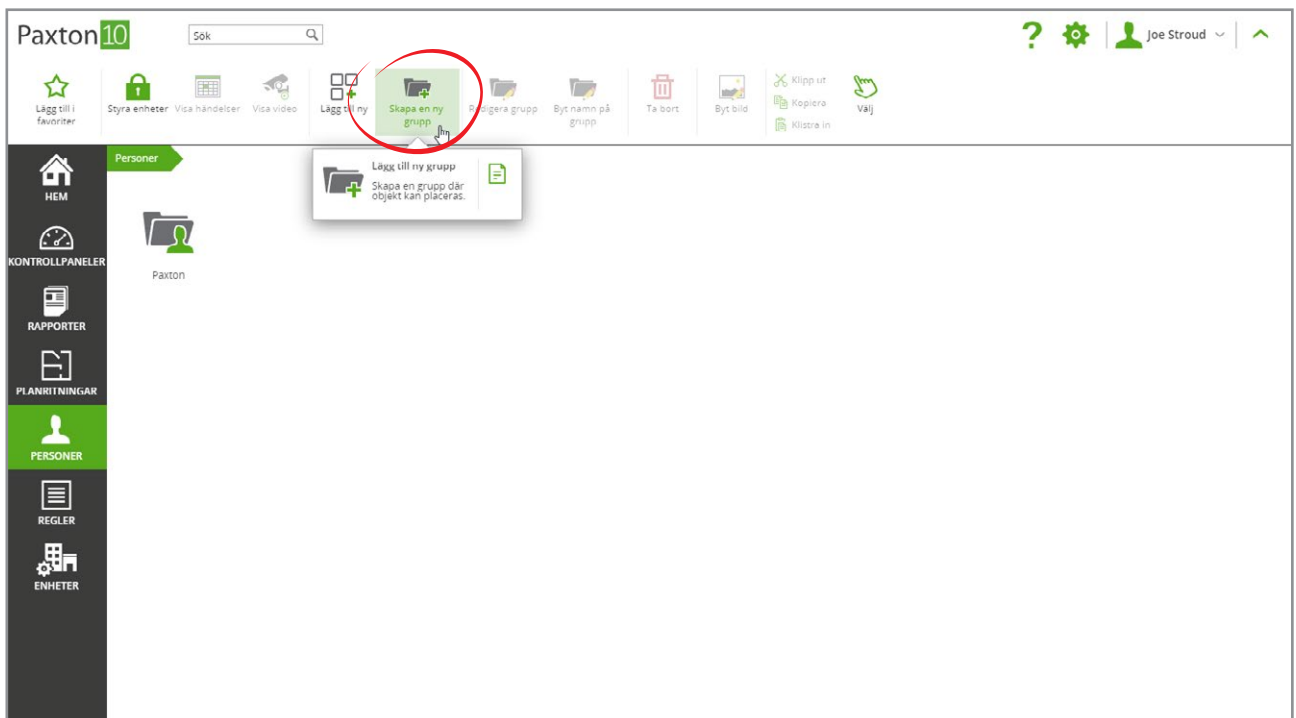 Paxton10
Sök
?
Joe Stroud
Lägg till i
favoriter
Styra enheter
Visa händelser
Visa video
Lägg till ny
Skapa en ny
grupp
Redigera grupp
Byt namn på
grupp
Ta bort
Byt bild
Klipp ut
Kopiera
Klistra in
Välj
Personer
Lägg till ny grupp
Skapa en grupp där
objekt kan placeras.
HEM
KONTROLLPANELER
RAPPORTER
PLANRITNINGAR
PERSONER
REGLER
ENHETER
Paxton